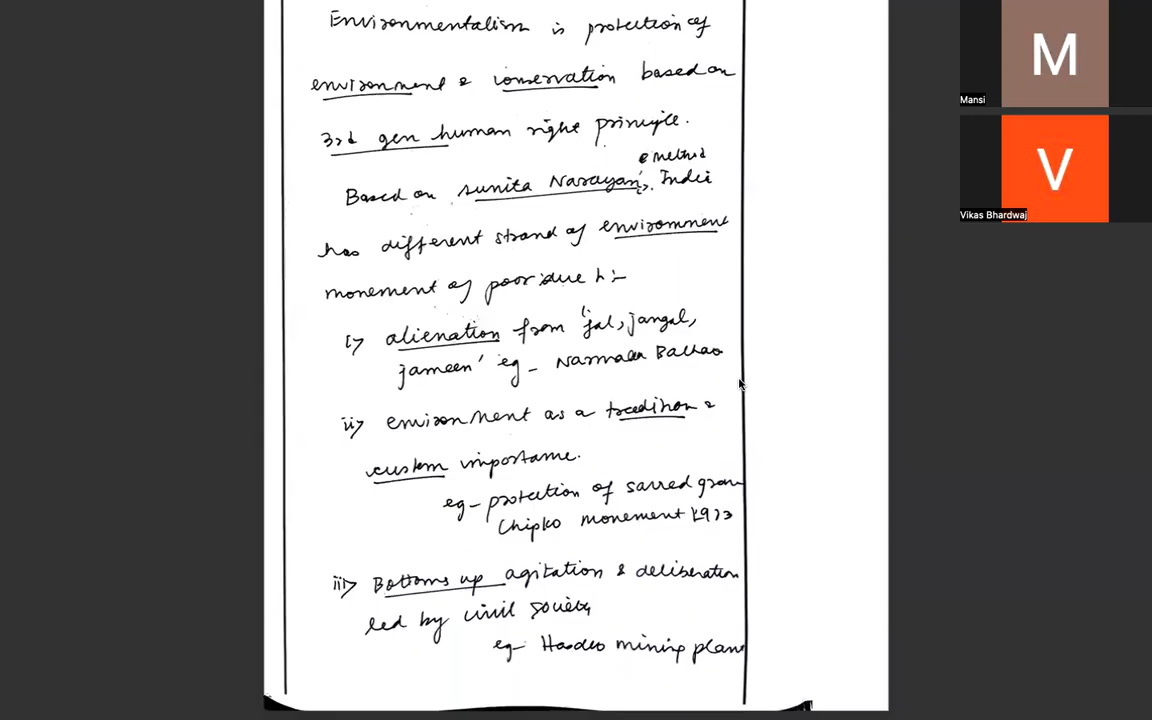 Environmentalism is protection of
environment & conservation based on
3rd gen human right principle.
method
Based on Sunita Narayan's, India
has different strand of environment
movement of poor due to :-
i) alienation from 'jal, jangal,
jameen' eg - Narmada Bachao
ii) environment as a tradition &
custom importance.
eg - protection of sacred grove
Chipko movement 1973
iii) Bottoms up agitation & deliberation
led by civil society
eg - Hasdeo mining plans
M
Mansi
V
Vikas Bhardwaj